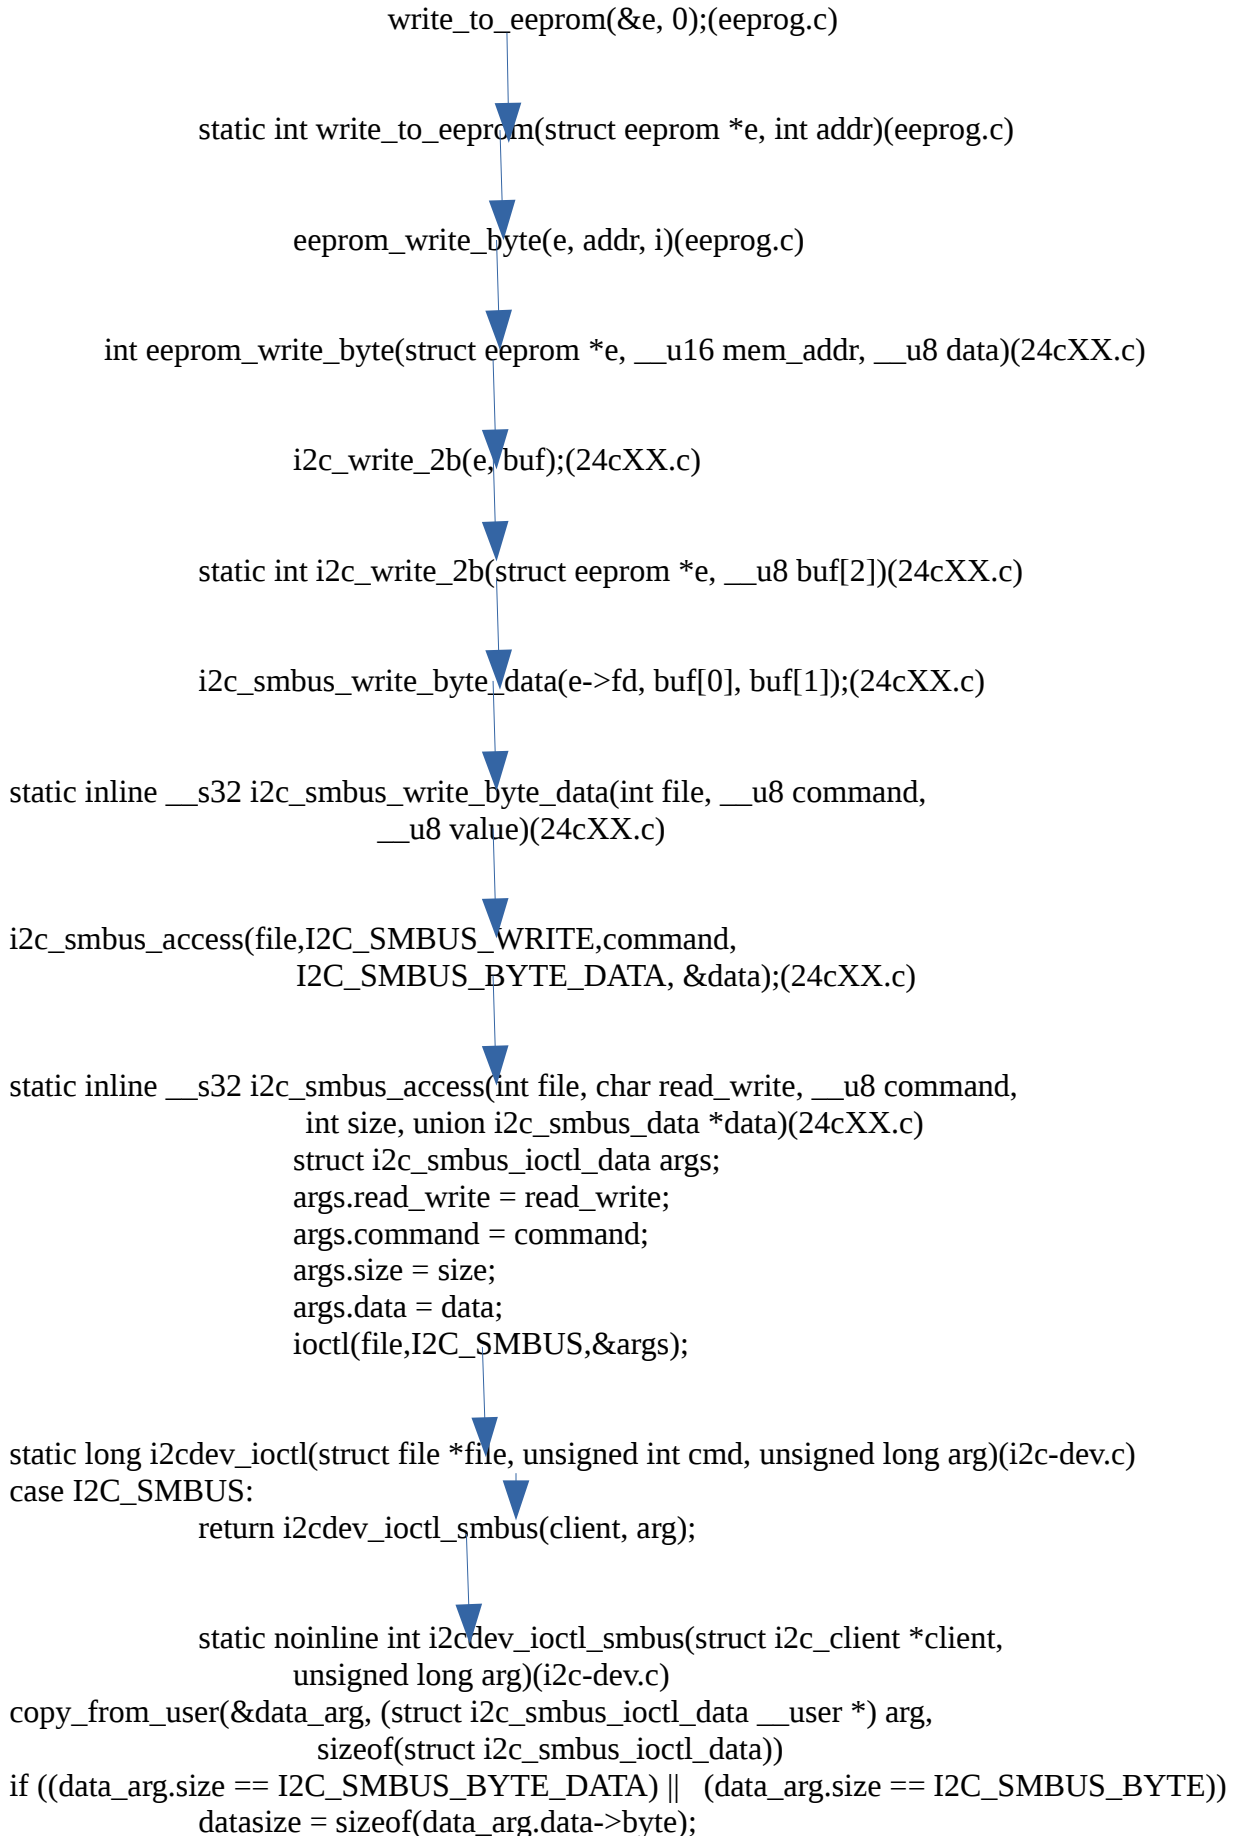 write_to_eeprom(&e, 0);(eeprog.c)
static int write_to_eeprom(struct eeprom *e, int addr)(eeprog.c)
eeprom_write_byte(e, addr, i)(eeprog.c)
int eeprom_write_byte(struct eeprom *e, __u16 mem_addr, __u8 data)(24cXX.c)
i2c_write_2b(e, buf);(24cXX.c)
static int i2c_write_2b(struct eeprom *e, __u8 buf[2])(24cXX.c)
i2c_smbus_write_byte_data(e->fd, buf[0], buf[1]);(24cXX.c)
static inline __s32 i2c_smbus_write_byte_data(int file, __u8 command,
__u8 value)(24cXX.c)
i2c_smbus_access(file,I2C_SMBUS_WRITE,command,
I2C_SMBUS_BYTE_DATA, &data);(24cXX.c)
static inline __s32 i2c_smbus_access(int file, char read_write, __u8 command,
int size, union i2c_smbus_data *data)(24cXX.c)
struct i2c_smbus_ioctl_data args;
args.read_write = read_write;
args.command = command;
args.size = size;
args.data = data;
ioctl(file,I2C_SMBUS,&args);
static long i2cdev_ioctl(struct file *file, unsigned int cmd, unsigned long arg)(i2c-dev.c)
case I2C_SMBUS:
return i2cdev_ioctl_smbus(client, arg);
static noinline int i2cdev_ioctl_smbus(struct i2c_client *client,
unsigned long arg)(i2c-dev.c)
copy_from_user(&data_arg, (struct i2c_smbus_ioctl_data __user *) arg,
sizeof(struct i2c_smbus_ioctl_data))
if ((data_arg.size == I2C_SMBUS_BYTE_DATA) || (data_arg.size == I2C_SMBUS_BYTE))
datasize = sizeof(data_arg.data->byte);